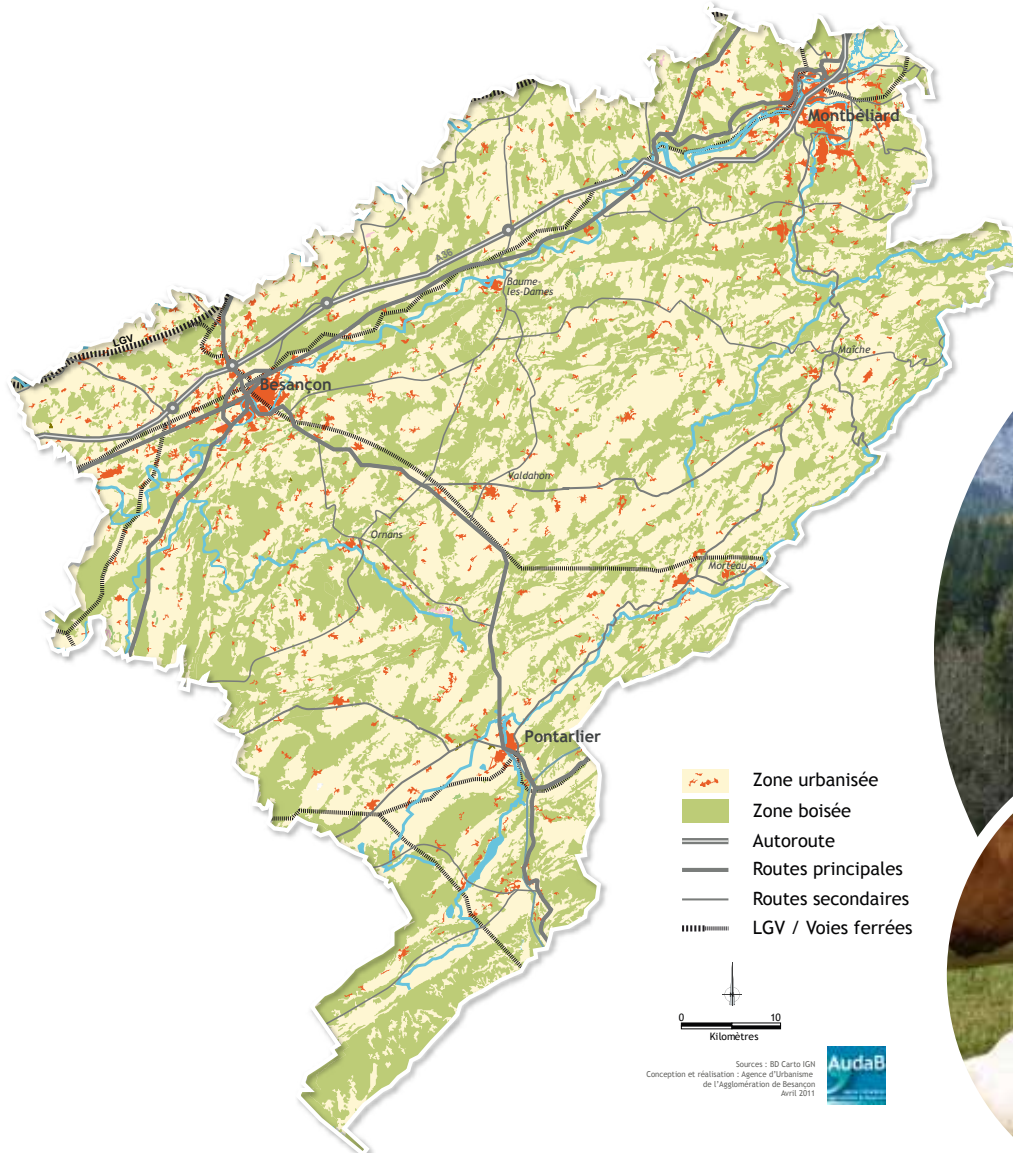 Montbéliard
A36
Baume-
les-Dames
LGV
Maîche
Besançon
Valdahon
Ornans
Morteau
Pontarlier
Zone urbanisée
Zone boisée
Autoroute
Routes principales
Routes secondaires
LGV / Voies ferrées
0 10
Kilomètres
Sources : BD Carto IGN
Conception et réalisation : Agence d'Urbanisme
de l'Agglomération de Besançon
Avril 2011
AudaB